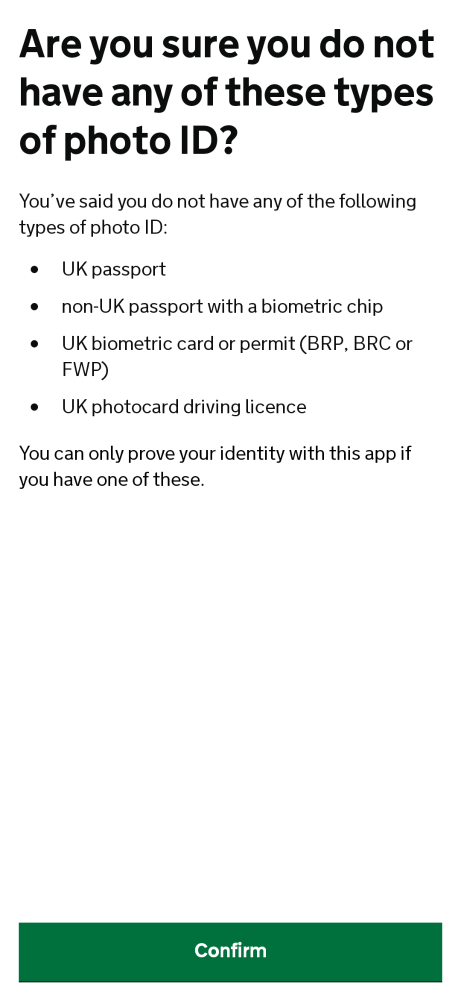 Are you sure you do not
have any of these types
of photo ID?
You’ve said you do not have any of the following
types of photo ID:
• UK passport
• non-UK passport with a biometric chip
• UK biometric card or permit (BRP, BRC or
FWP)
• UK photocard driving licence
You can only prove your identity with this app if
you have one of these.
Confirm